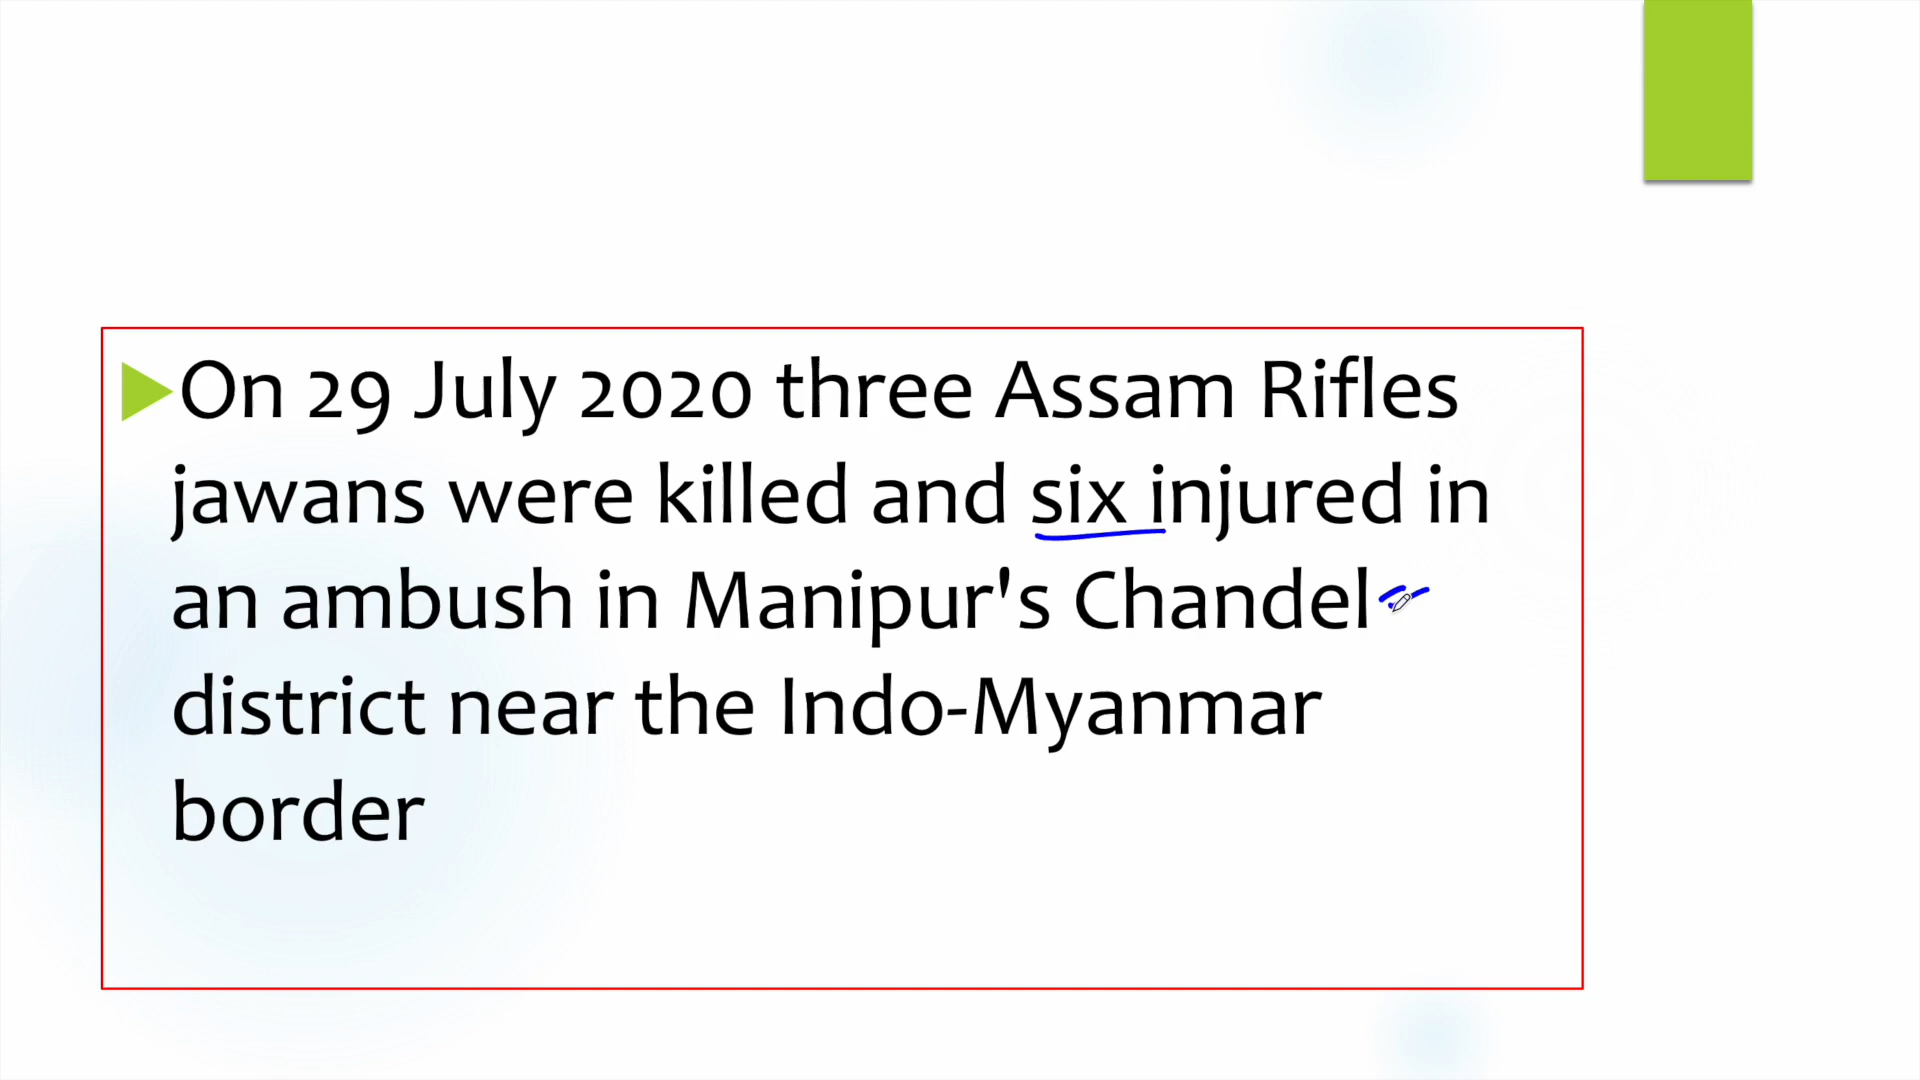 On 29 July 2020 three Assam Rifles
jawans were killed and six injured in
an ambush in Manipur's Chandel
district near the Indo-Myanmar
border